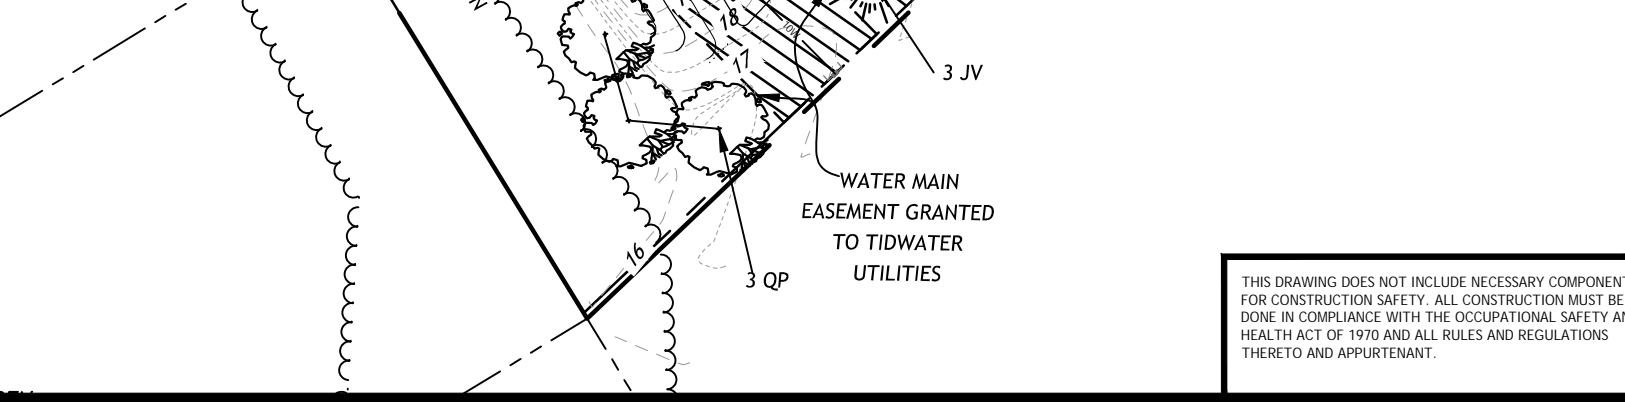 18
17
3 JV
WATER MAIN
EASEMENT GRANTED
TO TIDWATER
UTILITIES
16
3 QP
THIS DRAWING DOES NOT INCLUDE NECESSARY COMPONENT
FOR CONSTRUCTION SAFETY. ALL CONSTRUCTION MUST BE
DONE IN COMPLIANCE WITH THE OCCUPATIONAL SAFETY AN
HEALTH ACT OF 1970 AND ALL RULES AND REGULATIONS
THERETO AND APPURTENANT.